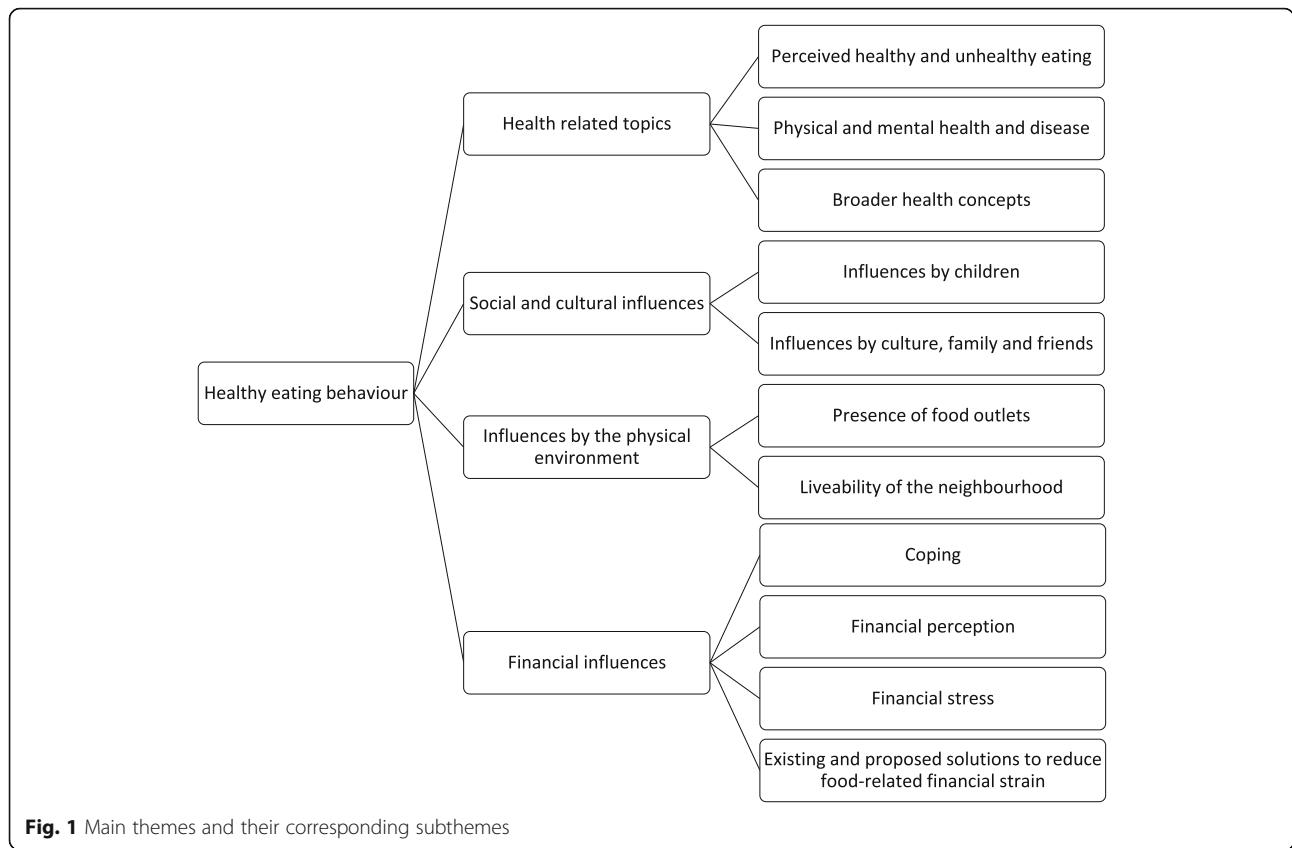 Healthy eating behaviour
Health related topics
Perceived healthy and unhealthy eating
Physical and mental health and disease
Broader health concepts
Social and cultural influences
Influences by children
Influences by culture, family and friends
Influences by the physical
environment
Presence of food outlets
Liveability of the neighbourhood
Financial influences
Coping
Financial perception
Financial stress
Existing and proposed solutions to reduce
food-related financial strain
Fig. 1 Main themes and their corresponding subthemes